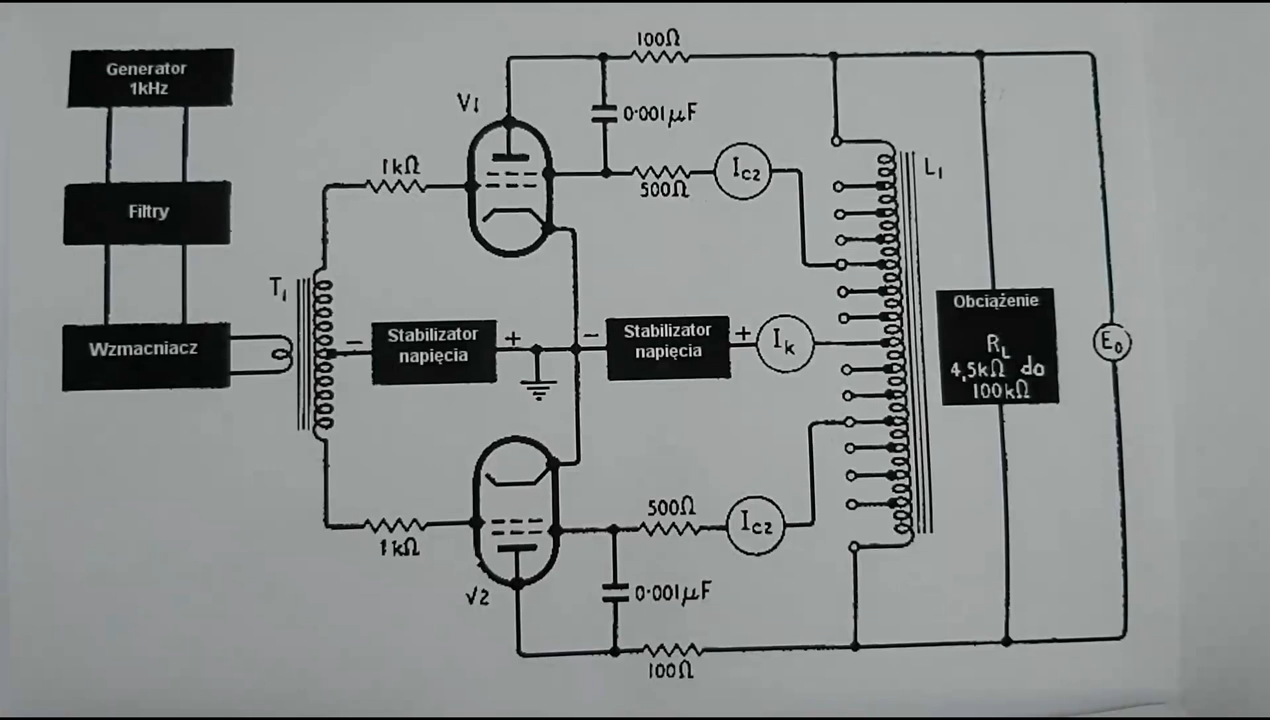 Generator
1kHz
Filtry
Wzmacniacz
T1
1kΩ
1kΩ
V1
V2
100Ω
0·001μF
500Ω
Ic2
L1
Stabilizator
napięcia
Stabilizator
napięcia
− + − +
Ik
500Ω
Ic2
0·001μF
100Ω
Obciążenie
RL
4,5kΩ do
100kΩ
E0